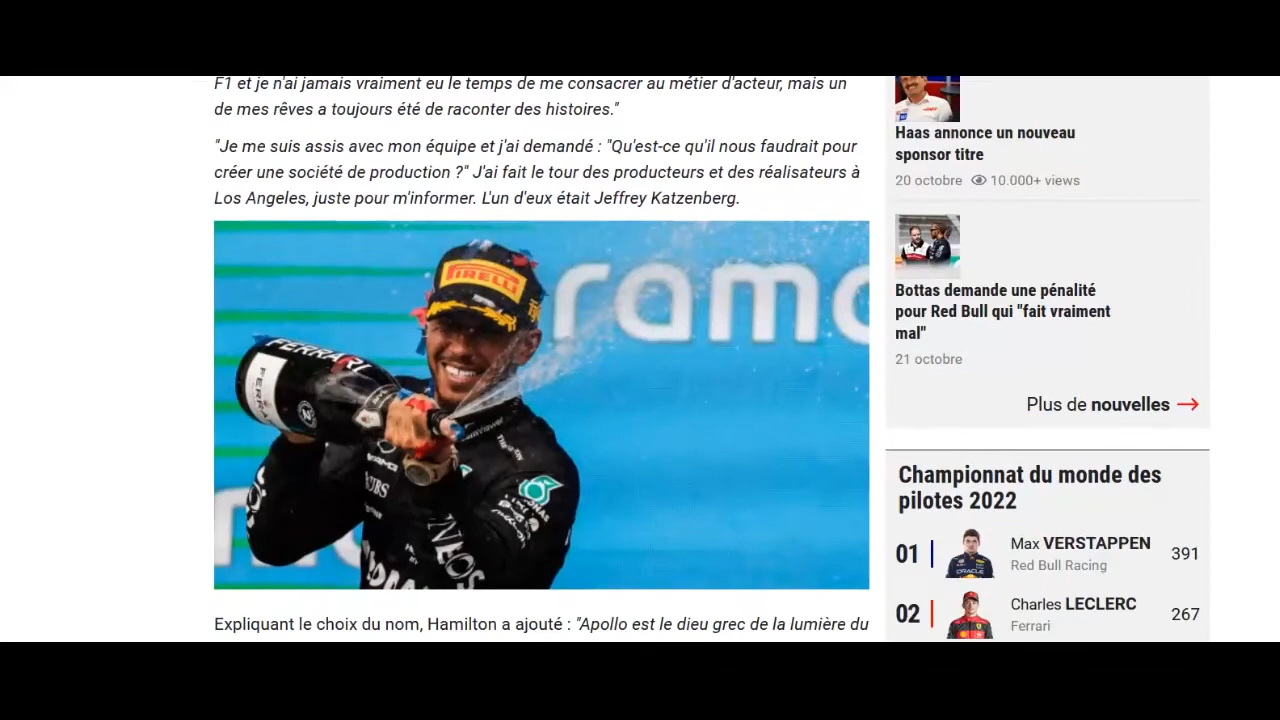 F1 et je n'ai jamais vraiment eu le temps de me consacrer au métier d'acteur, mais un
de mes rêves a toujours été de raconter des histoires."
"Je me suis assis avec mon équipe et j'ai demandé : "Qu'est-ce qu'il nous faudrait pour
créer une société de production ?" J'ai fait le tour des producteurs et des réalisateurs à
Los Angeles, juste pour m'informer. L'un d'eux était Jeffrey Katzenberg.
PIRELLI
ramc
FERRARI
FERRA
PETRONAS
INEOS
Expliquant le choix du nom, Hamilton a ajouté : "Apollo est le dieu grec de la lumière du
Haas annonce un nouveau
sponsor titre
20 octobre 10.000+ views
Bottas demande une pénalité
pour Red Bull qui "fait vraiment
mal"
21 octobre
Plus de nouvelles
Championnat du monde des
pilotes 2022
01 Max VERSTAPPEN 391
Red Bull Racing
ORACLE
02 Charles LECLERC 267
Ferrari